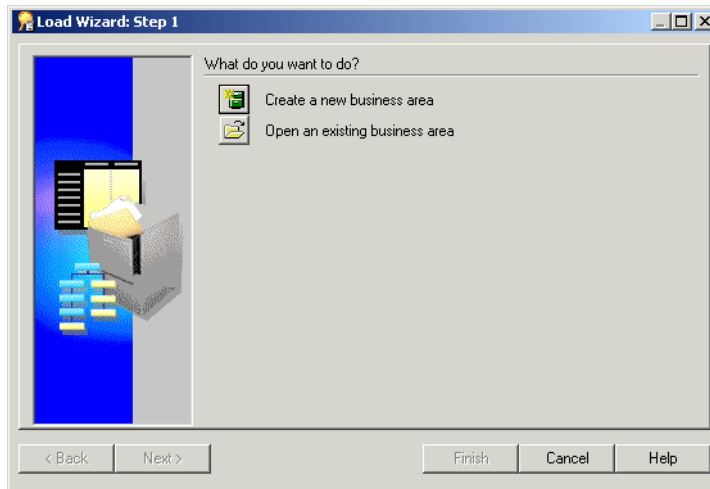 Load Wizard: Step 1
What do you want to do?
Create a new business area
Open an existing business area
< Back Next > Finish Cancel Help